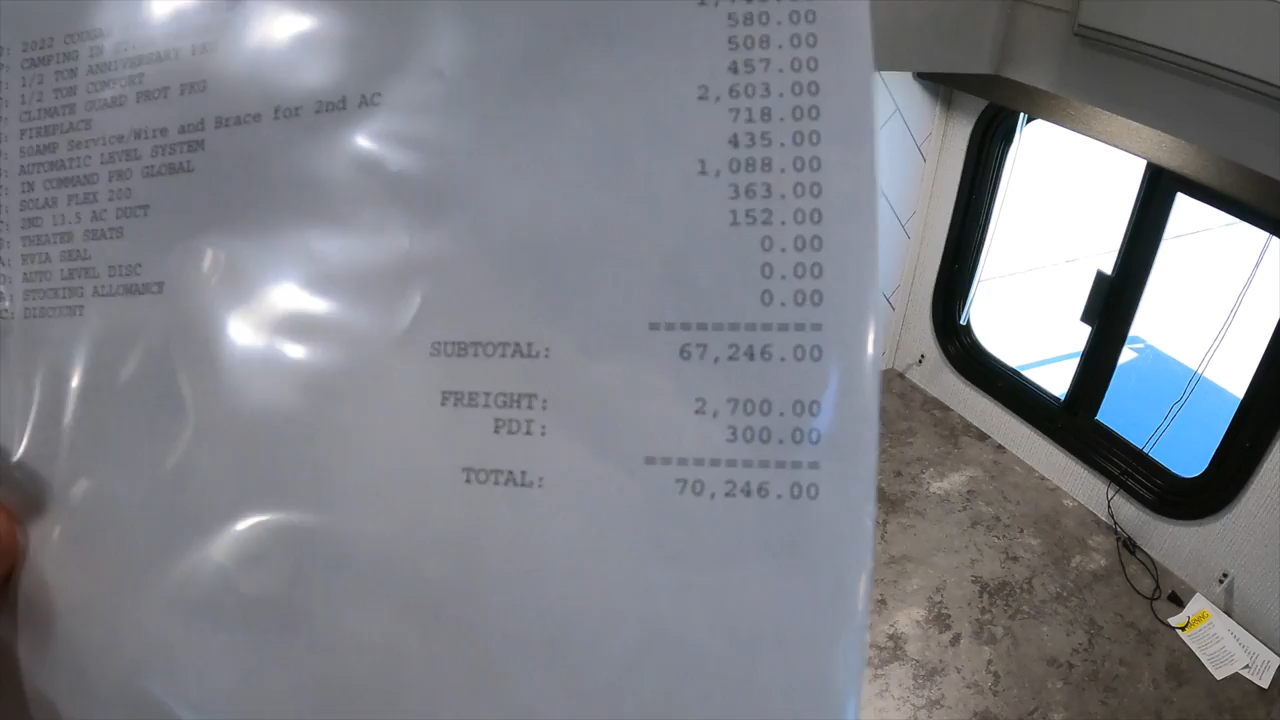 2022 COUGA
580.00
CAMPING IN
508.00
1/2 TON ANNIVERSARY PKG
457.00
1/2 TON COMFORT
2,603.00
CLIMATE GUARD PROT PKG
718.00
FIREPLACE
435.00
50AMP Service/Wire and Brace for 2nd AC
1,088.00
AUTOMATIC LEVEL SYSTEM
363.00
IN COMMAND PRO GLOBAL
152.00
SOLAR FLEX 200
0.00
2ND 13.5 AC DUCT
0.00
THEATER SEATS
0.00
RVIA SEAL
AUTO LEVEL DISC
STOCKING ALLOWANCE
DISCOUNT
==========
SUBTOTAL: 67,246.00
FREIGHT: 2,700.00
PDI: 300.00
==========
TOTAL: 70,246.00